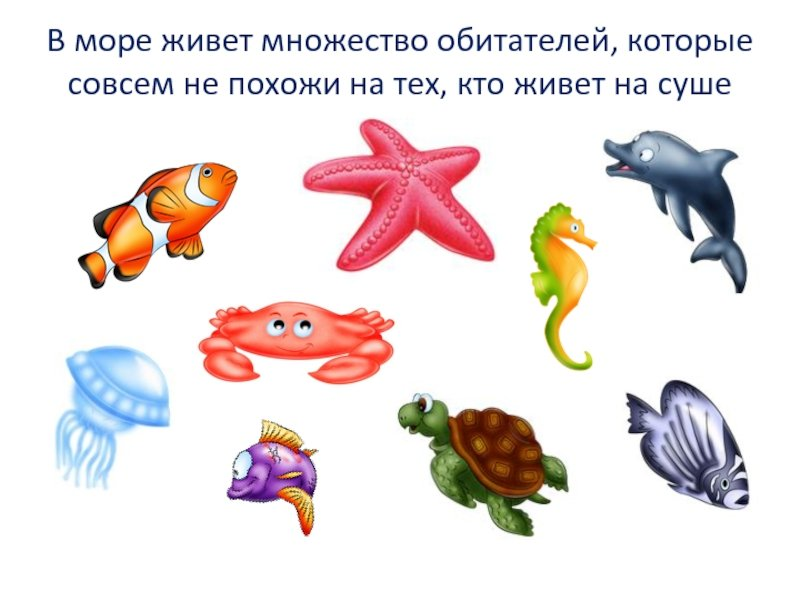 В море живет множество обитателей, которые
совсем не похожи на тех, кто живет на суше